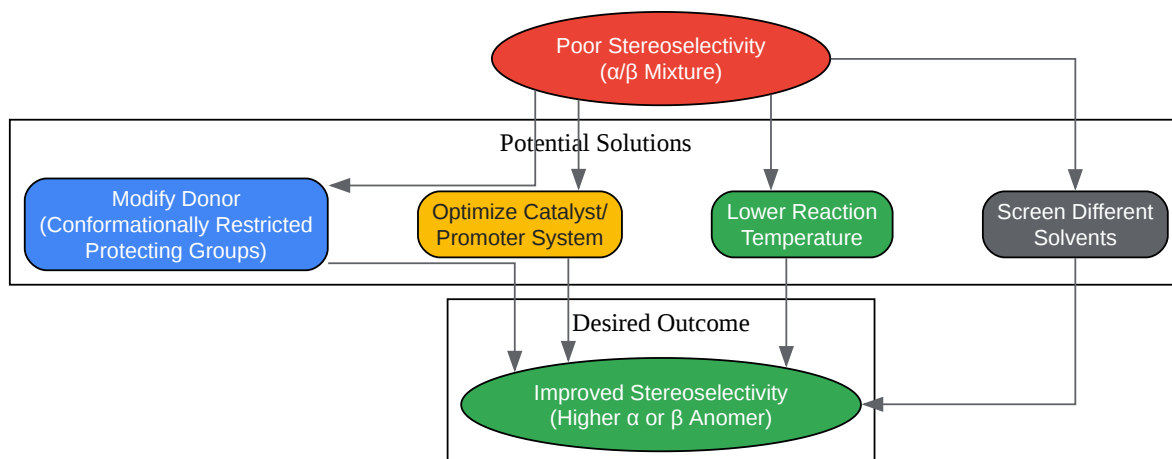 Poor Stereoselectivity
(α/β Mixture)
Potential Solutions
Modify Donor
(Conformationally Restricted
Protecting Groups)
Optimize Catalyst/
Promoter System
Lower Reaction
Temperature
Screen Different
Solvents
Desired Outcome
Improved Stereoselectivity
(Higher α or β Anomer)